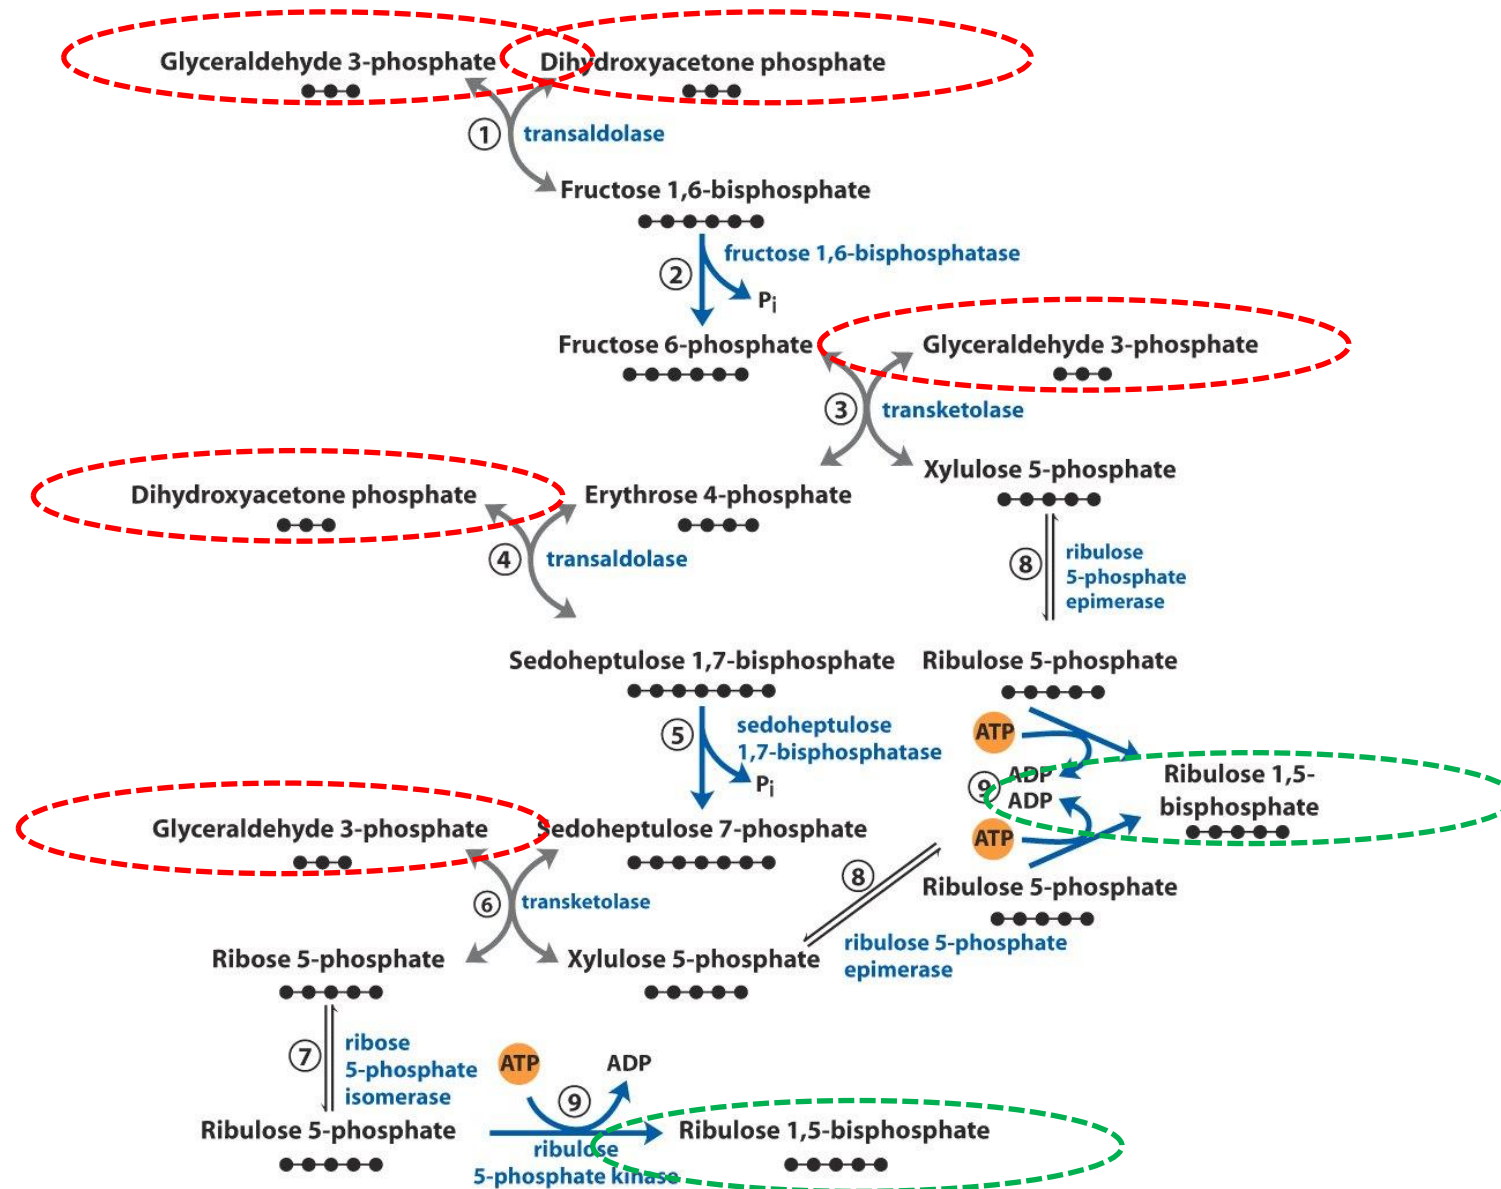 Glyceraldehyde 3-phosphate
Dihydroxyacetone phosphate
1
transaldolase
Fructose 1,6-bisphosphate
fructose 1,6-bisphosphatase
2
Pi
Fructose 6-phosphate
Glyceraldehyde 3-phosphate
3
transketolase
Xylulose 5-phosphate
Dihydroxyacetone phosphate
Erythrose 4-phosphate
4
transaldolase
8
ribulose
5-phosphate
epimerase
Sedoheptulose 1,7-bisphosphate
Ribulose 5-phosphate
5
sedoheptulose
1,7-bisphosphatase
Pi
ATP
ADP
9
ADP
ATP
Ribulose 1,5-
bisphosphate
Glyceraldehyde 3-phosphate
Sedoheptulose 7-phosphate
8
Ribulose 5-phosphate
6
transketolase
ribulose 5-phosphate
epimerase
Ribose 5-phosphate
Xylulose 5-phosphate
7
ribose
5-phosphate
isomerase
ATP
ADP
9
Ribulose 5-phosphate
Ribulose 1,5-bisphosphate
ribulose
5-phosphate kinase